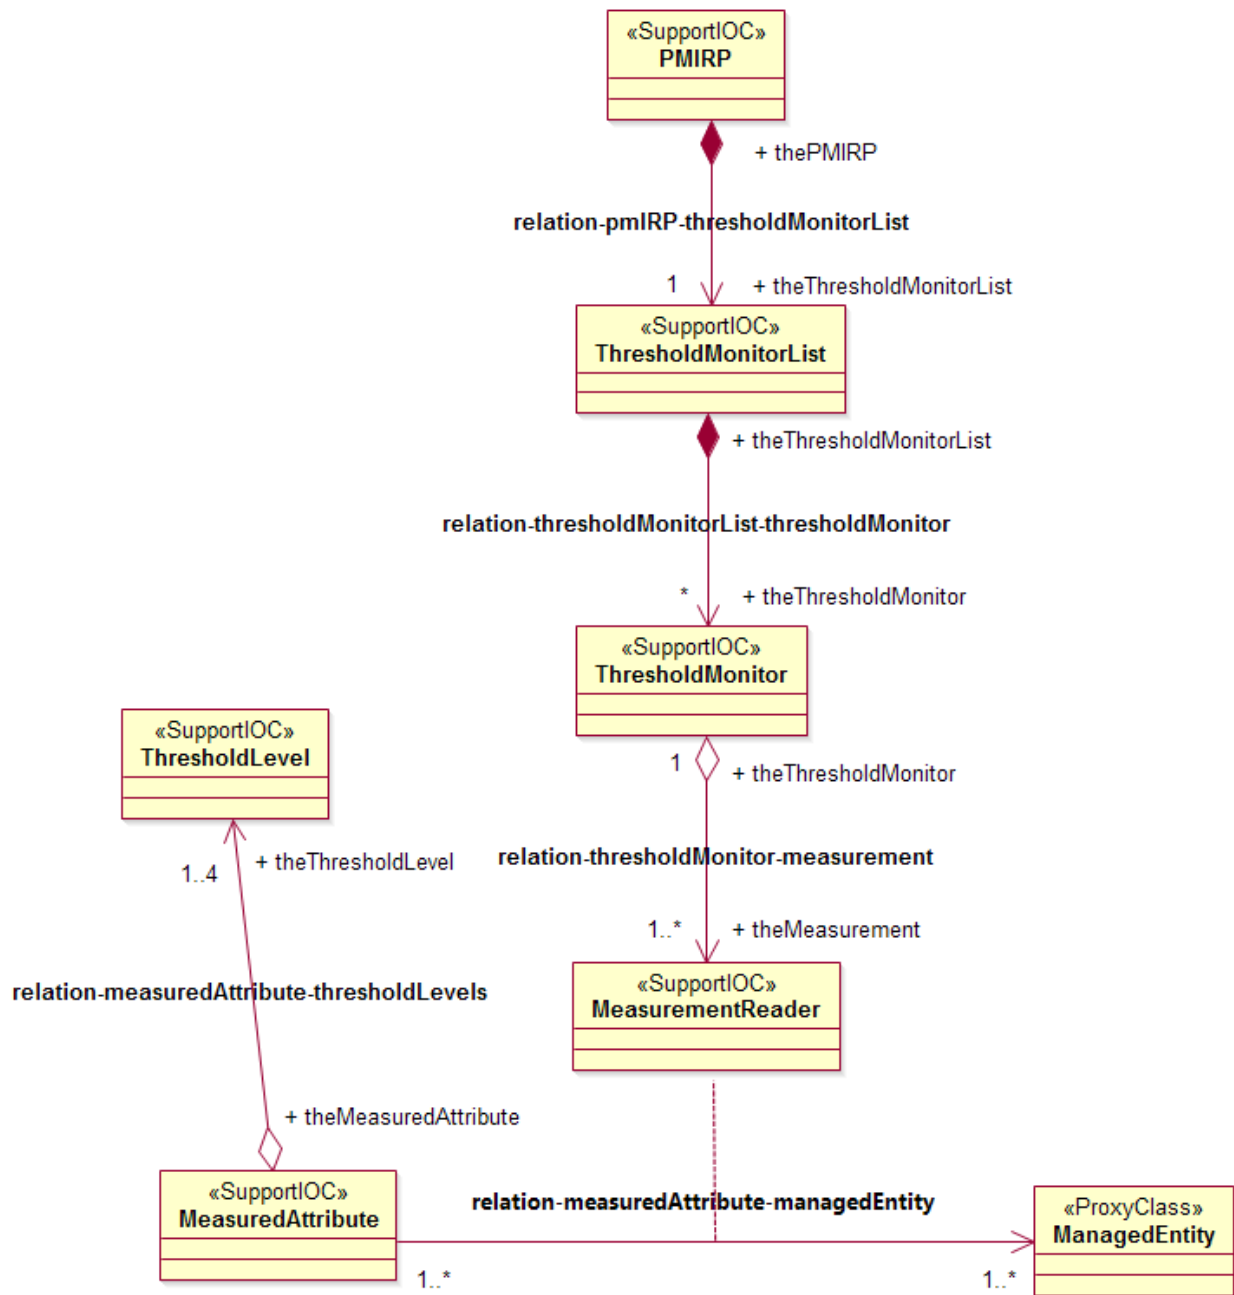 «SupportIOC»
PMIRP
+ thePMIRP
relation-pmIRP-thresholdMonitorList
1 + theThresholdMonitorList
«SupportIOC»
ThresholdMonitorList
+ theThresholdMonitorList
relation-thresholdMonitorList-thresholdMonitor
* + theThresholdMonitor
«SupportIOC»
ThresholdMonitor
1 + theThresholdMonitor
«SupportIOC»
ThresholdLevel
1..4 + theThresholdLevel
relation-thresholdMonitor-measurement
1..* + theMeasurement
«SupportIOC»
MeasurementReader
relation-measuredAttribute-thresholdLevels
+ theMeasuredAttribute
«SupportIOC»
MeasuredAttribute
relation-measuredAttribute-managedEntity
«ProxyClass»
ManagedEntity
1..* 1..*